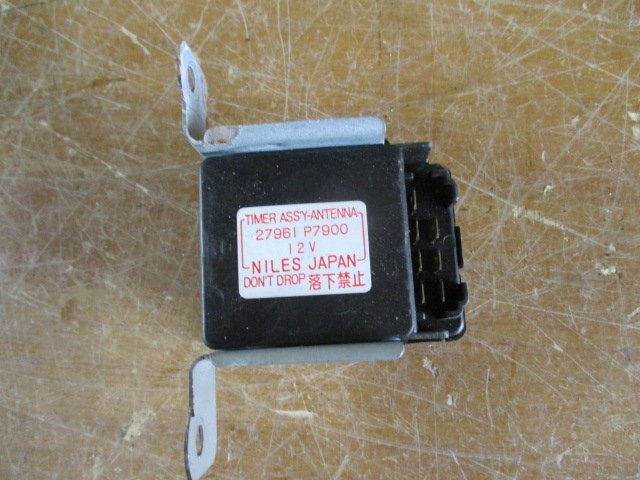 TIMER ASS'Y-ANTENNA
27961 P7900
12V
NILES JAPAN
DON'T DROP 落下禁止